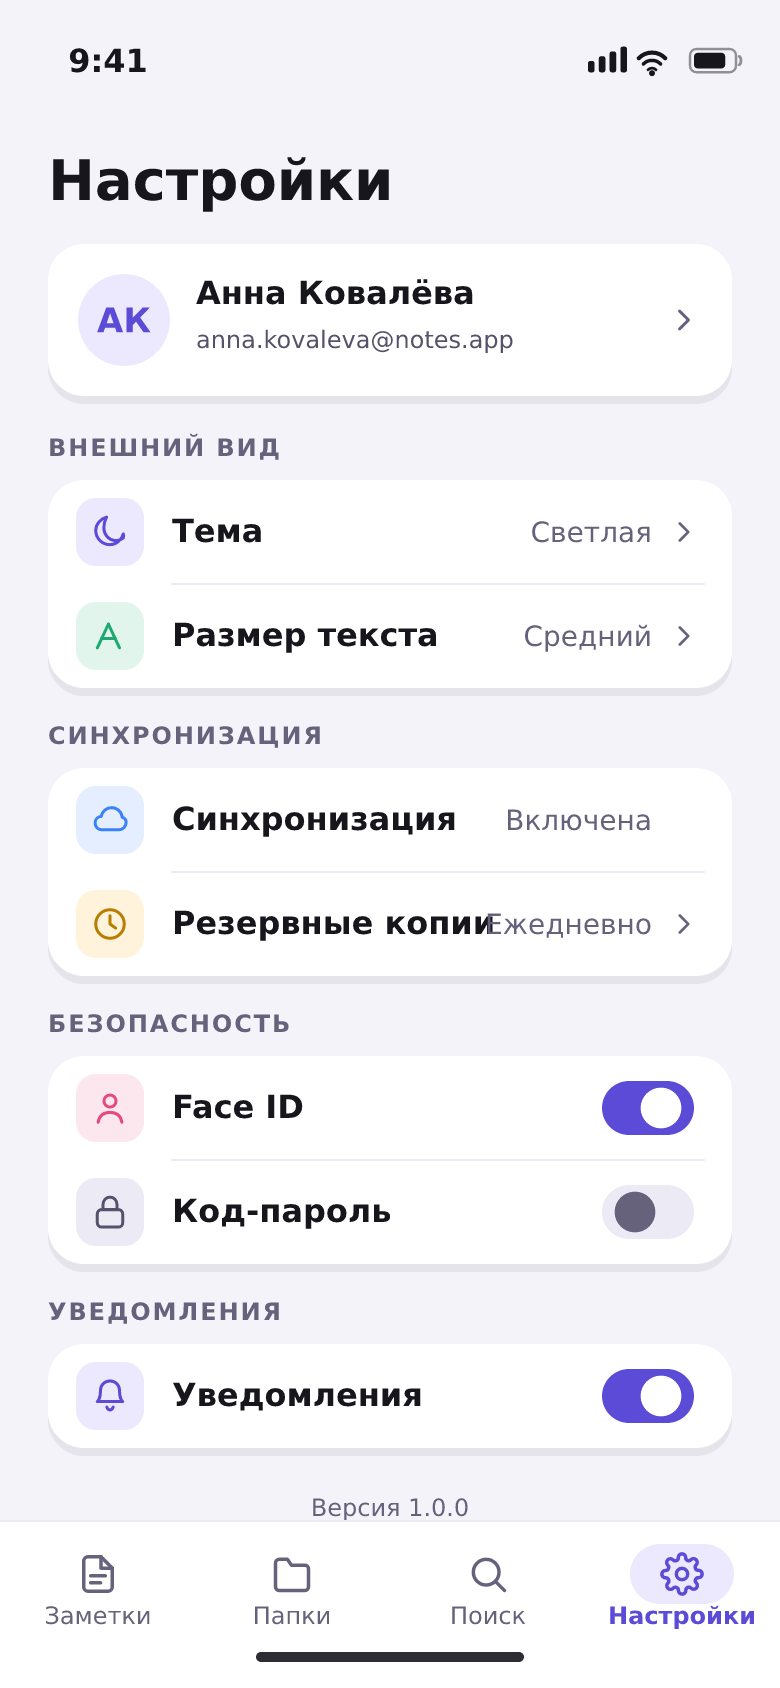 9:41
Настройки
АК
Анна Ковалёва
anna.kovaleva@notes.app
ВНЕШНИЙ ВИД
Тема Светлая
Размер текста Средний
СИНХРОНИЗАЦИЯ
Синхронизация Включена
Резервные копии Ежедневно
БЕЗОПАСНОСТЬ
Face ID
Код-пароль
УВЕДОМЛЕНИЯ
Уведомления
Версия 1.0.0
Заметки Папки Поиск Настройки